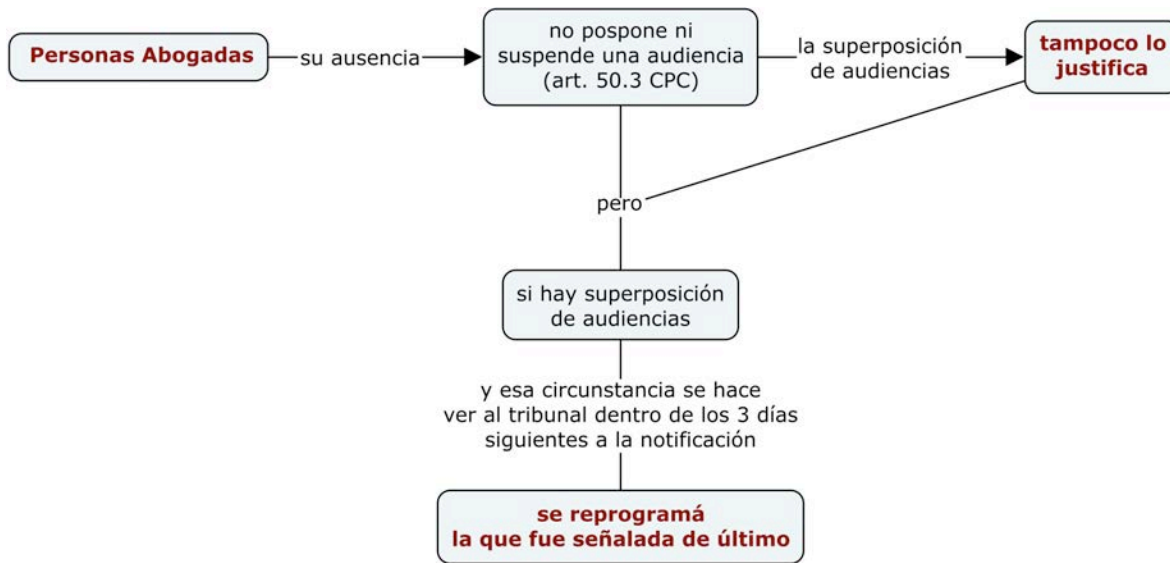 Personas Abogadas
su ausencia
no pospone ni
suspende una audiencia
(art. 50.3 CPC)
la superposición
de audiencias
tampoco lo
justifica
pero
si hay superposición
de audiencias
y esa circunstancia se hace
ver al tribunal dentro de los 3 días
siguientes a la notificación
se reprogramá
la que fue señalada de último